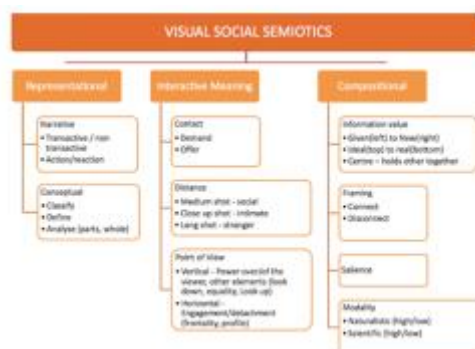 VISUAL SOCIAL SEMIOTICS
Representational
Narrative
• Transactive / non
transactive
• Action/reaction
Conceptual
• Classify
• Define
• Analyse (parts, whole)
Interactive Meaning
Contact
• Demand
• Offer
Distance
• Medium shot - social
• Close up shot - intimate
• Long shot - stranger
Point of View
• Vertical - Power over/of the
viewer, other elements (look
down, equality, Look up)
• Horizontal -
Engagement/detachment
(frontality, profile)
Compositional
Information value
• Given(left) to New(right)
• Ideal(top) to real(bottom)
• Centre – holds other together
Framing
• Connect
• Disconnect
Salience
Modality
• Naturalistic (high/low)
• Scientific (high/low)